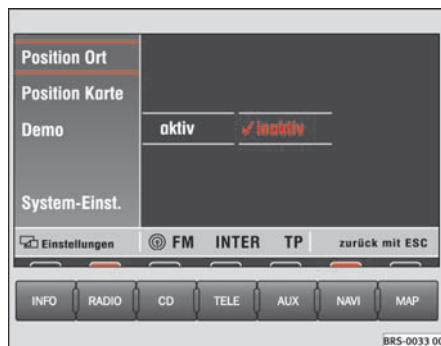 Position Ort
Position Karte
Demo aktiv ✓ inaktiv
System-Einst.
Einstellungen FM INTER TP zurück mit ESC
INFO RADIO CD TELE AUX NAVI MAP
BRS-0033 00